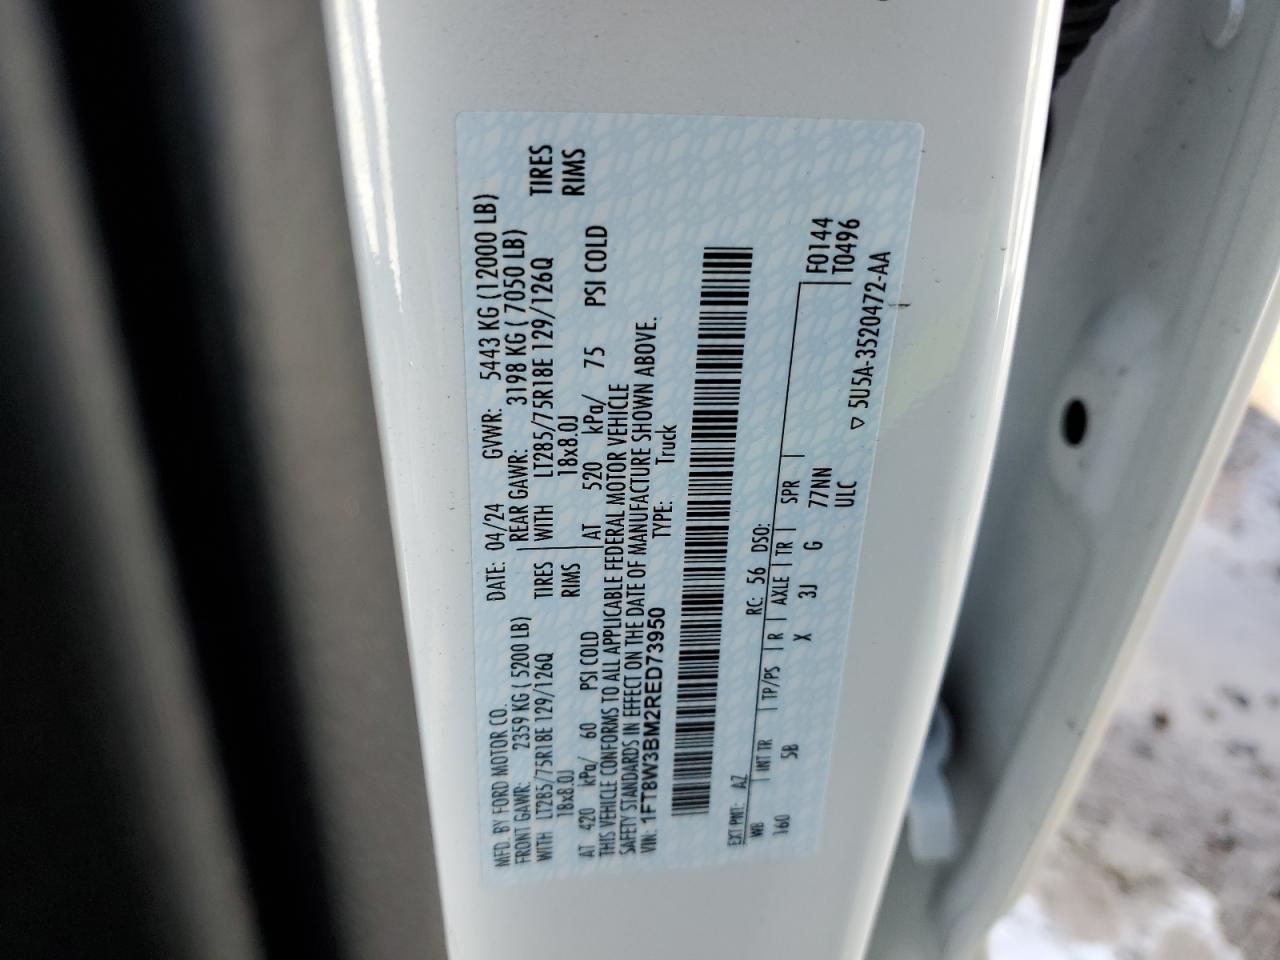 MFD. BY FORD MOTOR CO.
DATE: 04/24 GVWR: 5443 KG (12000 LB)
FRONT GAWR: 2359 KG ( 5200 LB) REAR GAWR: 3198 KG ( 7050 LB)
WITH LT285/75R18E 129/126Q TIRES WITH LT285/75R18E 129/126Q TIRES
18x8.0J RIMS 18x8.0J RIMS
AT 420 kPa/ 60 PSI COLD AT 520 kPa/ 75 PSI COLD
THIS VEHICLE CONFORMS TO ALL APPLICABLE FEDERAL MOTOR VEHICLE
SAFETY STANDARDS IN EFFECT ON THE DATE OF MANUFACTURE SHOWN ABOVE.
VIN: 1FT8W3BM2RED73950 TYPE: Truck
EXT PNT: AZ RC: 56 DSO:
WB INT TR TP/PS R AXLE TR SPR F0144
160 5B X 3J G 77NN T0496
ULC
▽ 5U5A-3520472-AA